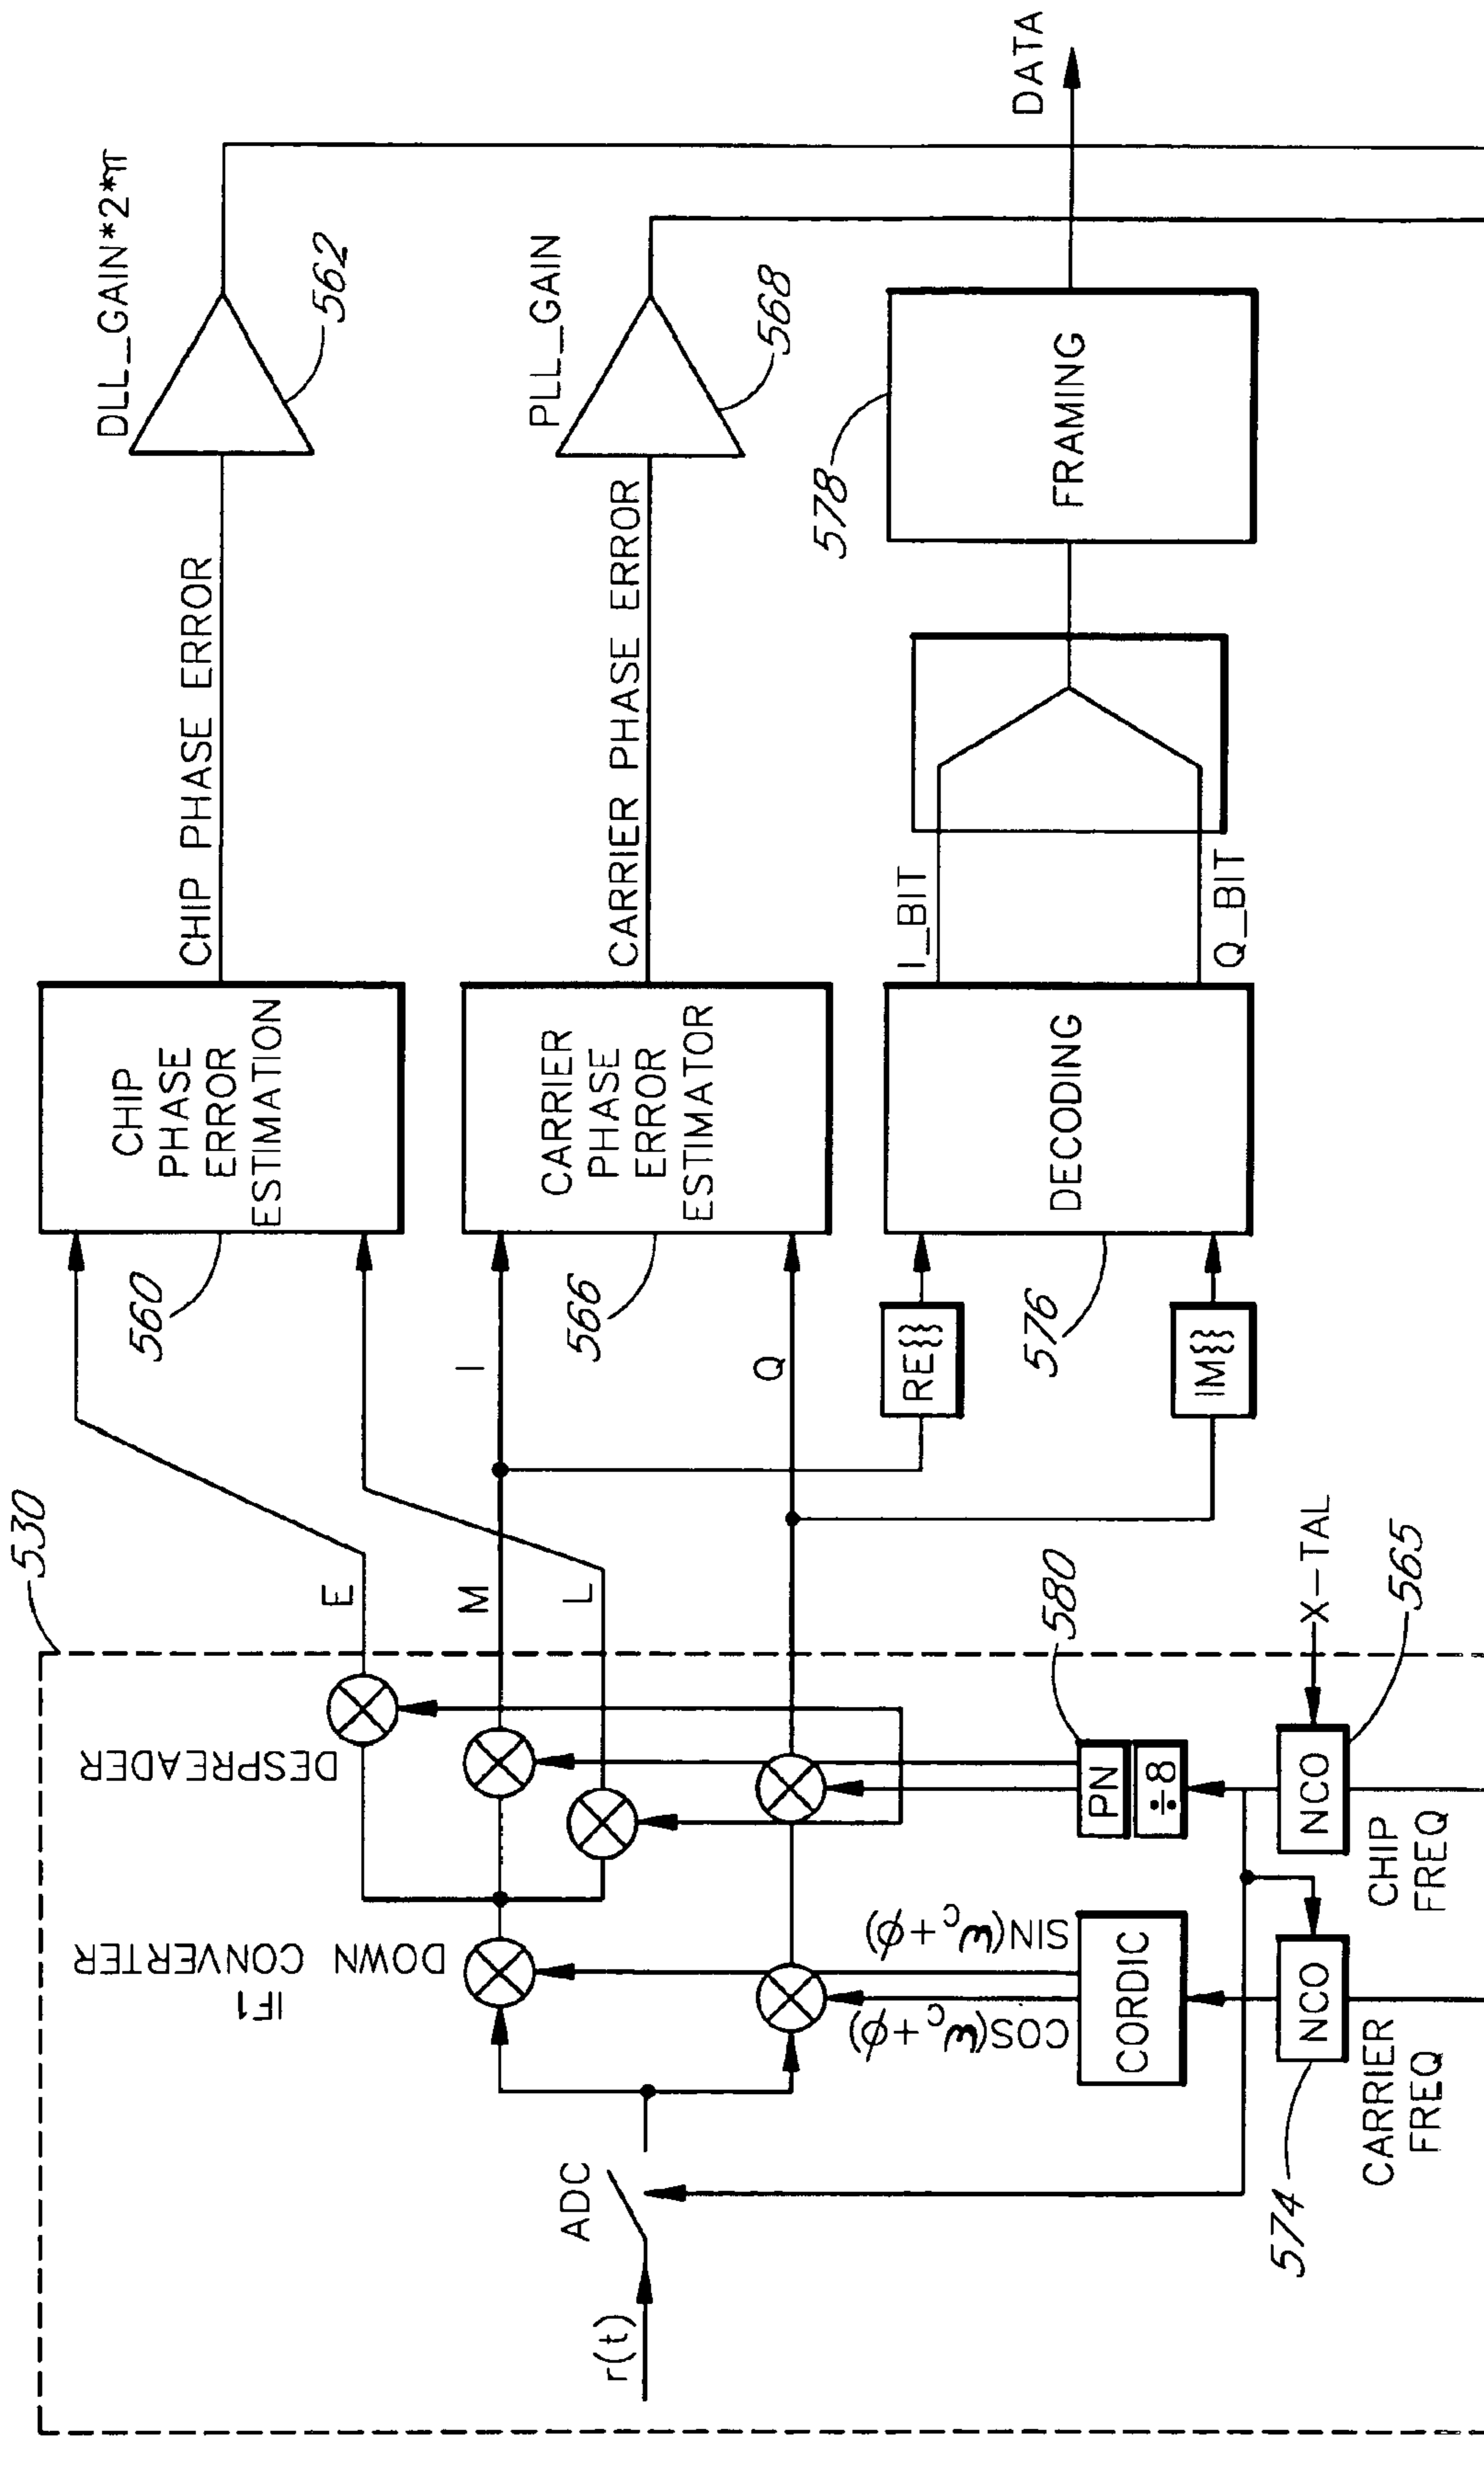 530
DESPREADER
IF1
DOWN CONVERTER
E
M
L
I
Q
560
CHIP
PHASE
ERROR
ESTIMATION
CHIP PHASE ERROR
DLL_GAIN*2*π
562
566
CARRIER
PHASE
ERROR
ESTIMATOR
CARRIER PHASE ERROR
PLL_GAIN
568
ADC
r(t)
SIN(ω_c+ϕ)
COS(ω_c+ϕ)
CORDIC
PN
÷8
580
RE{}
IM{}
576
DECODING
I_BIT
Q_BIT
578
FRAMING
DATA
NCO
574
CARRIER
FREQ
NCO
CHIP
FREQ
X-TAL
565